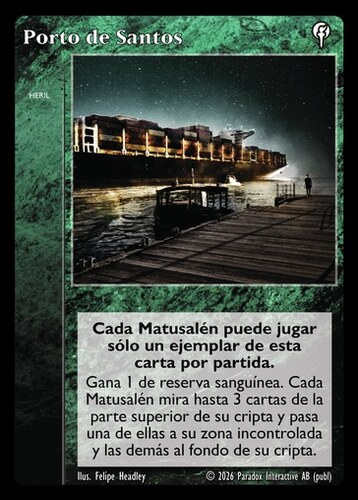 Porto de Santos
HERIL
Cada Matusalén puede jugar
sólo un ejemplar de esta
carta por partida.
Gana 1 de reserva sanguínea. Cada
Matusalén mira hasta 3 cartas de la
parte superior de su cripta y pasa
una de ellas a su zona incontrolada
y las demás al fondo de su cripta.
Ilus. Felipe Headley © 2026 Paradox Interactive AB (publ)